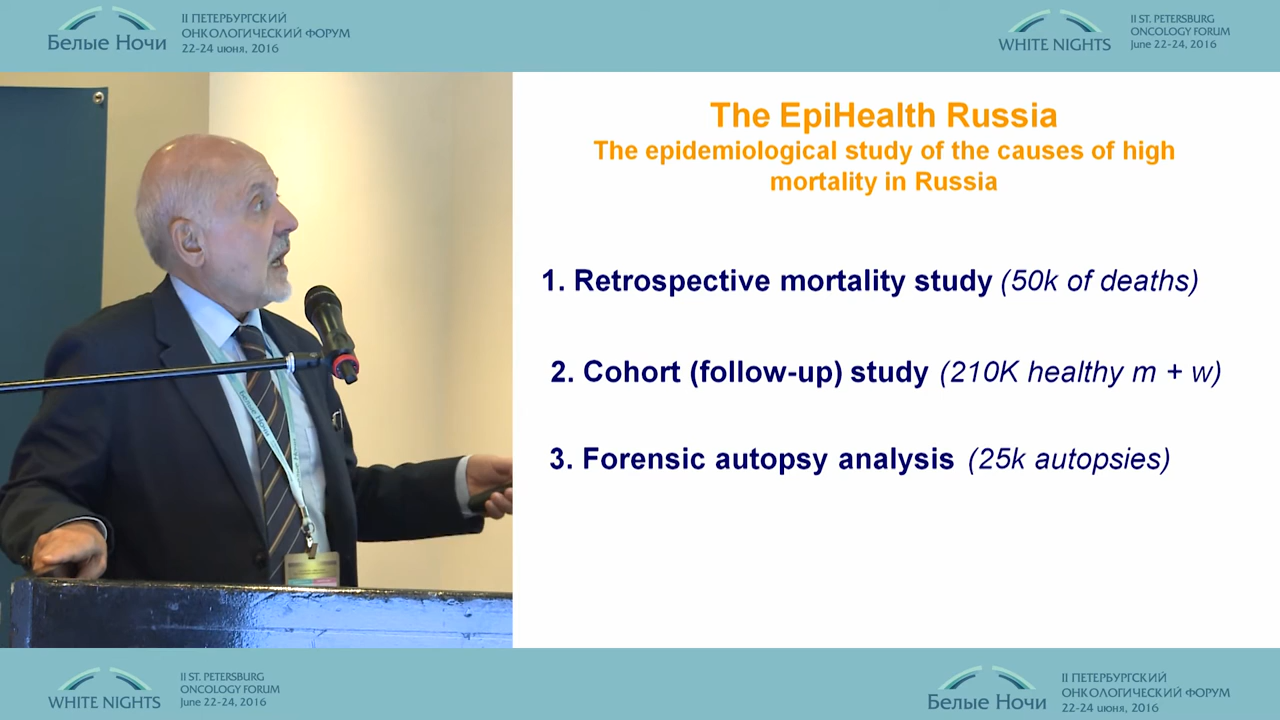 Белые Ночи
II ПЕТЕРБУРГСКИЙ
ОНКОЛОГИЧЕСКИЙ ФОРУМ
22-24 июня, 2016
WHITE NIGHTS
II ST. PETERSBURG
ONCOLOGY FORUM
June 22-24, 2016
The EpiHealth Russia
The epidemiological study of the causes of high
mortality in Russia
1. Retrospective mortality study (50k of deaths)
2. Cohort (follow-up) study (210K healthy m + w)
3. Forensic autopsy analysis (25k autopsies)
Белые Ночи
WHITE NIGHTS
II ST. PETERSBURG
ONCOLOGY FORUM
June 22-24, 2016
Белые Ночи
II ПЕТЕРБУРГСКИЙ
ОНКОЛОГИЧЕСКИЙ ФОРУМ
22-24 июня, 2016